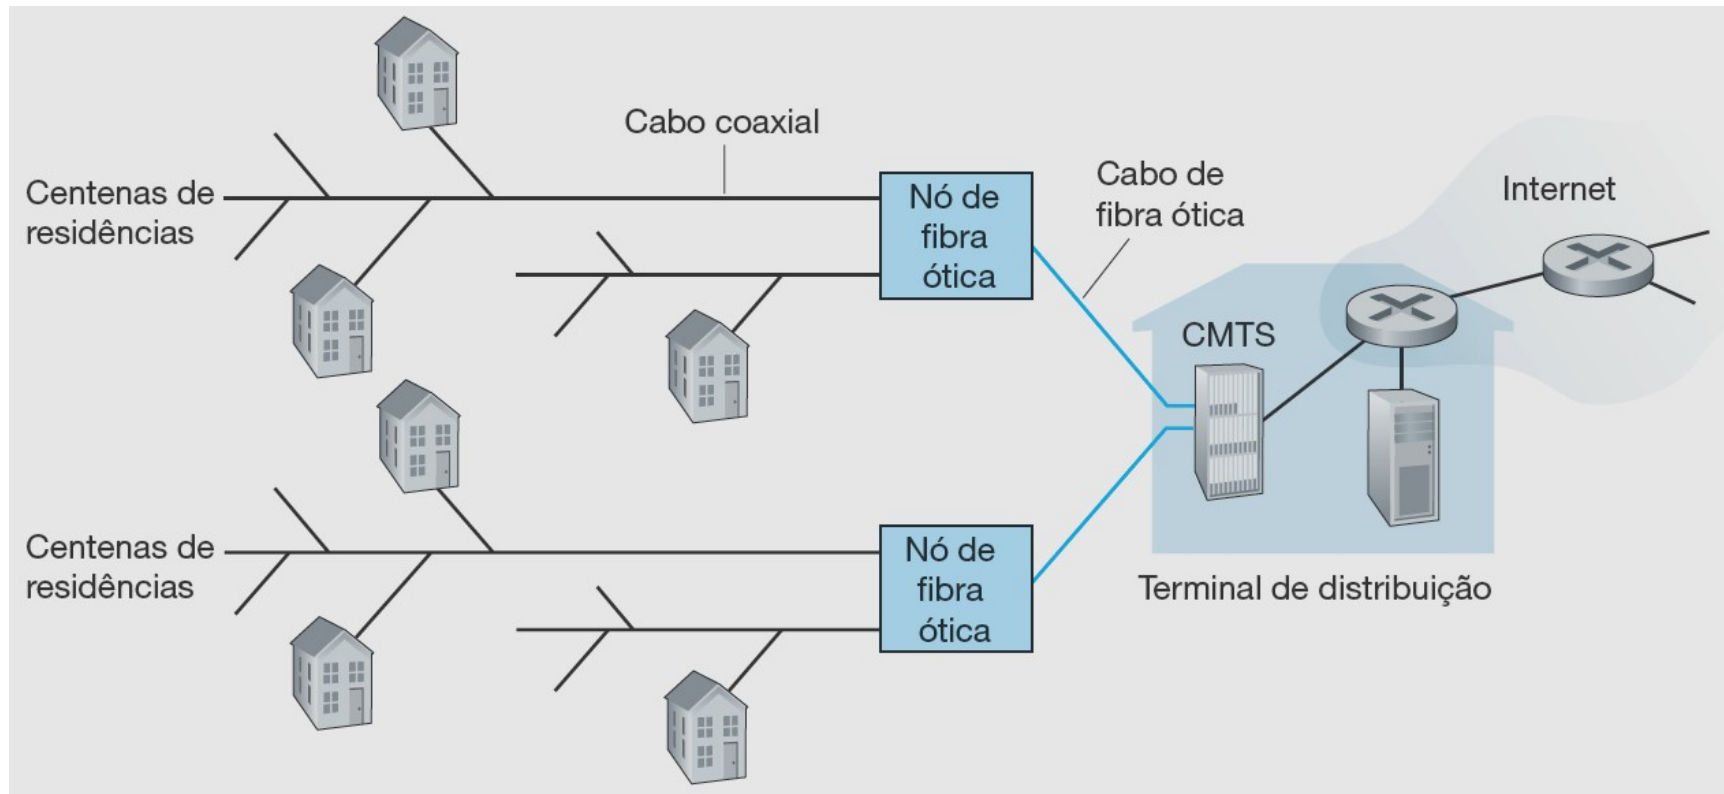 Cabo coaxial
Centenas de
residências
Nó de
fibra
ótica
Cabo de
fibra ótica
Internet
CMTS
Centenas de
residências
Nó de
fibra
ótica
Terminal de distribuição